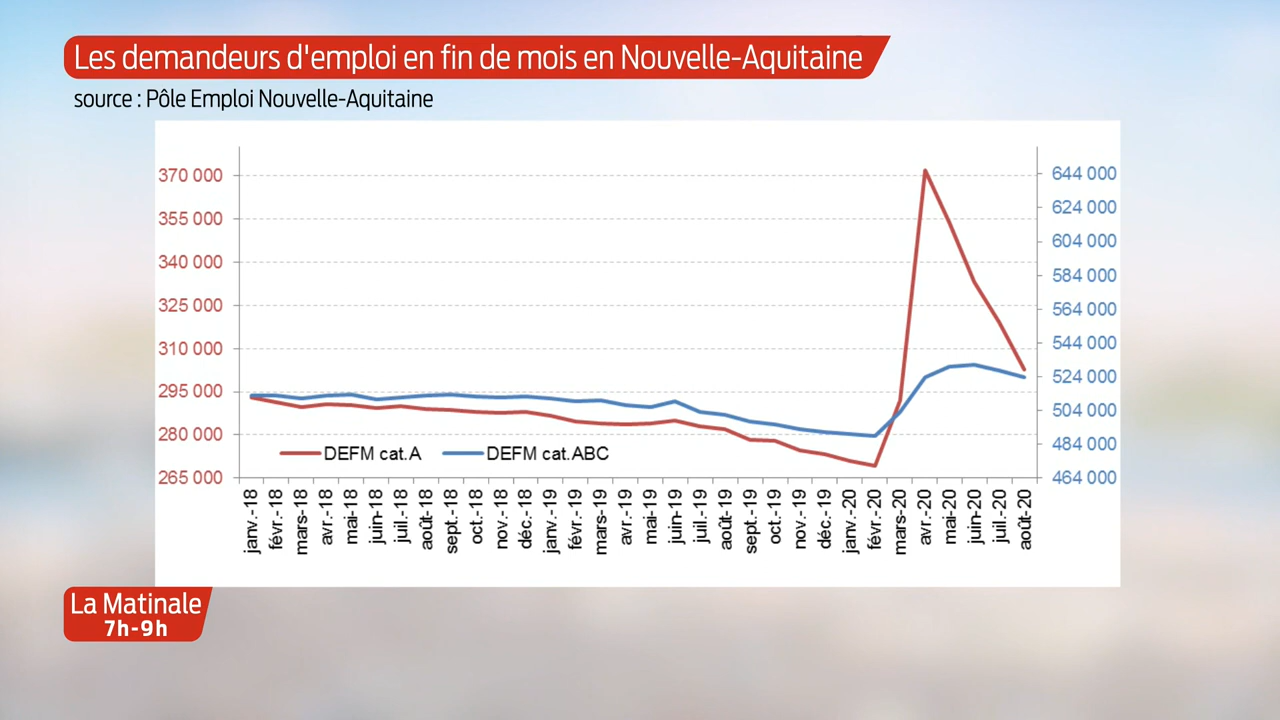 Les demandeurs d'emploi en fin de mois en Nouvelle-Aquitaine
source : Pôle Emploi Nouvelle-Aquitaine
370 000
355 000
340 000
325 000
310 000
295 000
280 000
265 000
644 000
624 000
604 000
584 000
564 000
544 000
524 000
504 000
484 000
464 000
DEFM cat.A
DEFM cat.ABC
janv.-18
févr.-18
mars-18
avr.-18
mai-18
juin-18
juil.-18
août-18
sept.-18
oct.-18
nov.-18
déc.-18
janv.-19
févr.-19
mars-19
avr.-19
mai-19
juin-19
juil.-19
août-19
sept.-19
oct.-19
nov.-19
déc.-19
janv.-20
févr.-20
mars-20
avr.-20
mai-20
juin-20
juil.-20
août-20
La Matinale
7h-9h